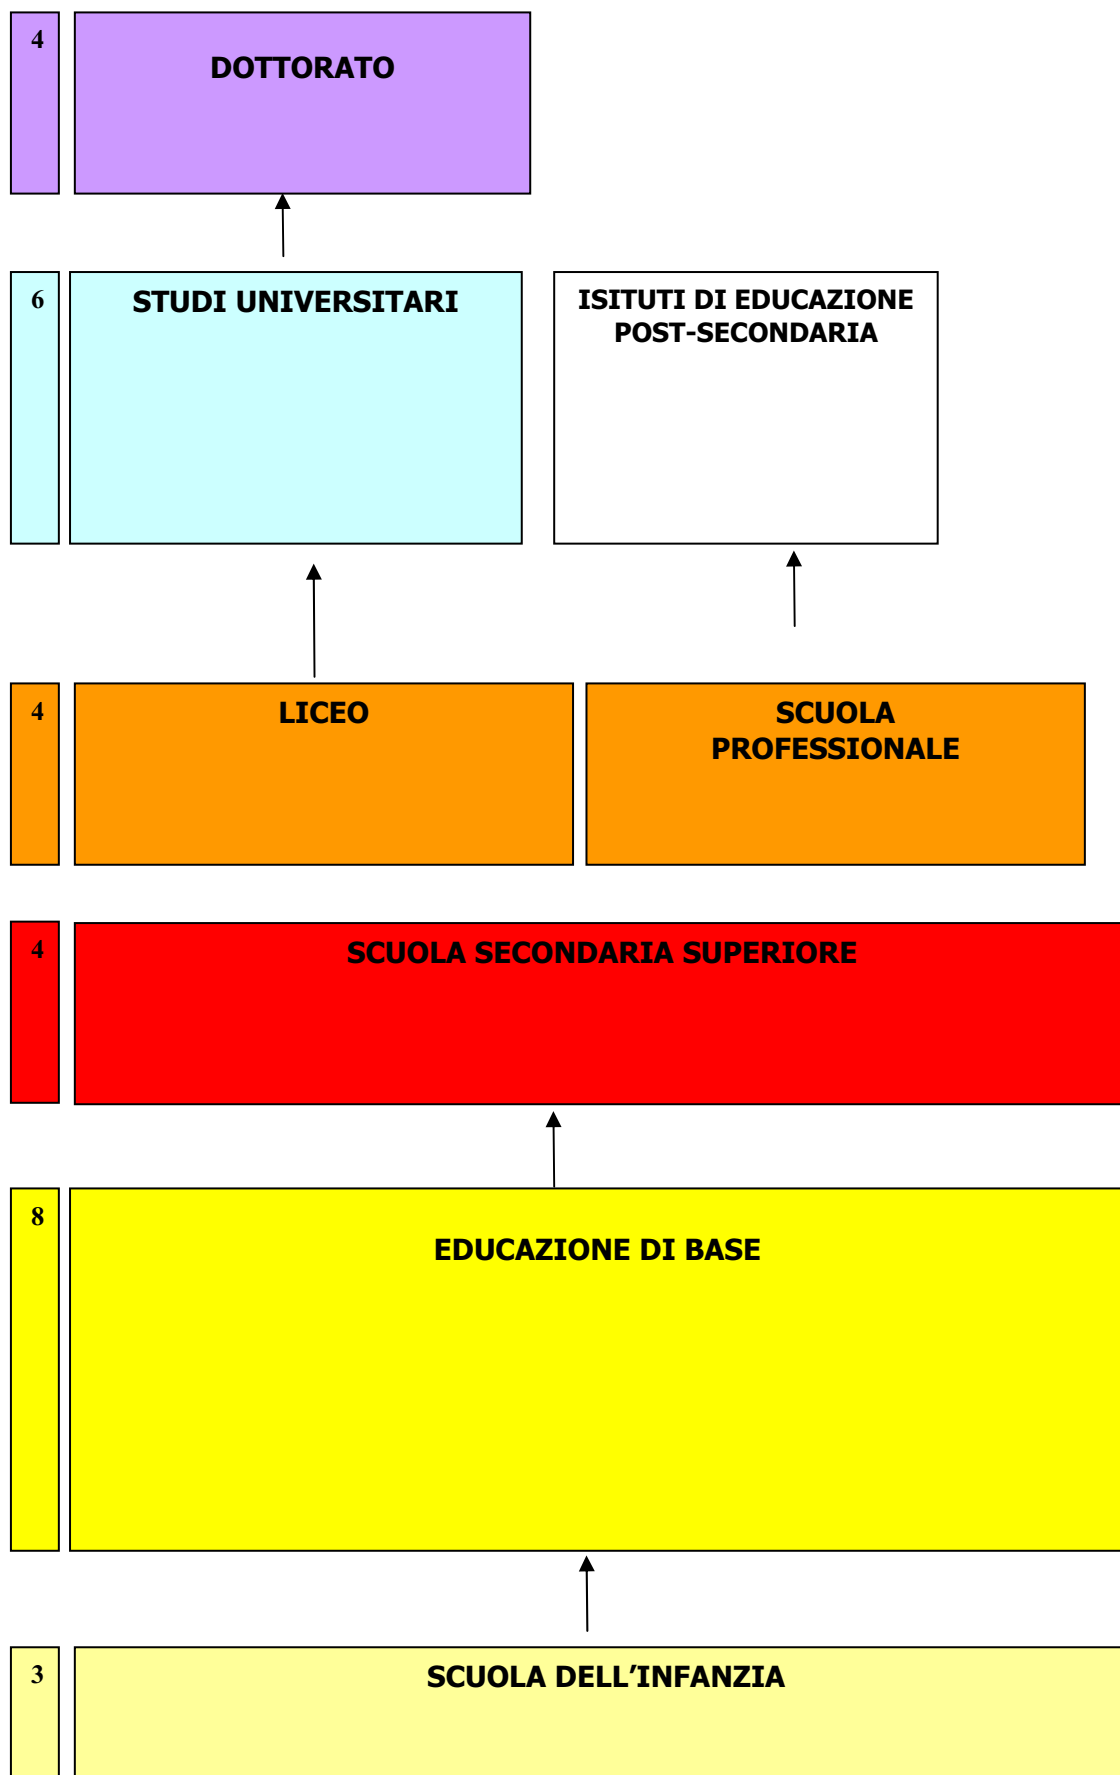 4
DOTTORATO
6
STUDI UNIVERSITARI
ISITUTI DI EDUCAZIONE
POST-SECONDARIA
4
LICEO
SCUOLA
PROFESSIONALE
4
SCUOLA SECONDARIA SUPERIORE
8
EDUCAZIONE DI BASE
3
SCUOLA DELL’INFANZIA